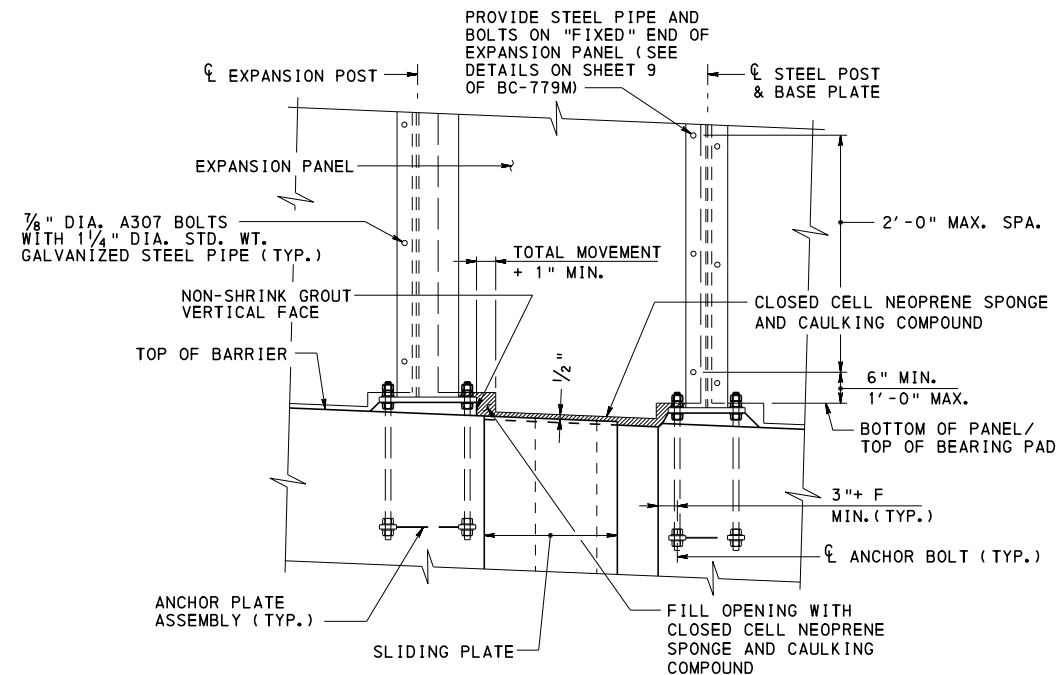 PROVIDE STEEL PIPE AND
BOLTS ON "FIXED" END OF
EXPANSION PANEL (SEE
DETAILS ON SHEET 9
OF BC-779M)
℄ EXPANSION POST
℄ STEEL POST
& BASE PLATE
EXPANSION PANEL
2'-0" MAX. SPA.
⅞" DIA. A307 BOLTS
WITH 1¼" DIA. STD. WT.
GALVANIZED STEEL PIPE (TYP.)
TOTAL MOVEMENT
+ 1" MIN.
NON-SHRINK GROUT
VERTICAL FACE
CLOSED CELL NEOPRENE SPONGE
AND CAULKING COMPOUND
TOP OF BARRIER
½"
6" MIN.
1'-0" MAX.
BOTTOM OF PANEL/
TOP OF BEARING PAD
3"+ F
MIN. (TYP.)
℄ ANCHOR BOLT (TYP.)
ANCHOR PLATE
ASSEMBLY (TYP.)
SLIDING PLATE
FILL OPENING WITH
CLOSED CELL NEOPRENE
SPONGE AND CAULKING
COMPOUND